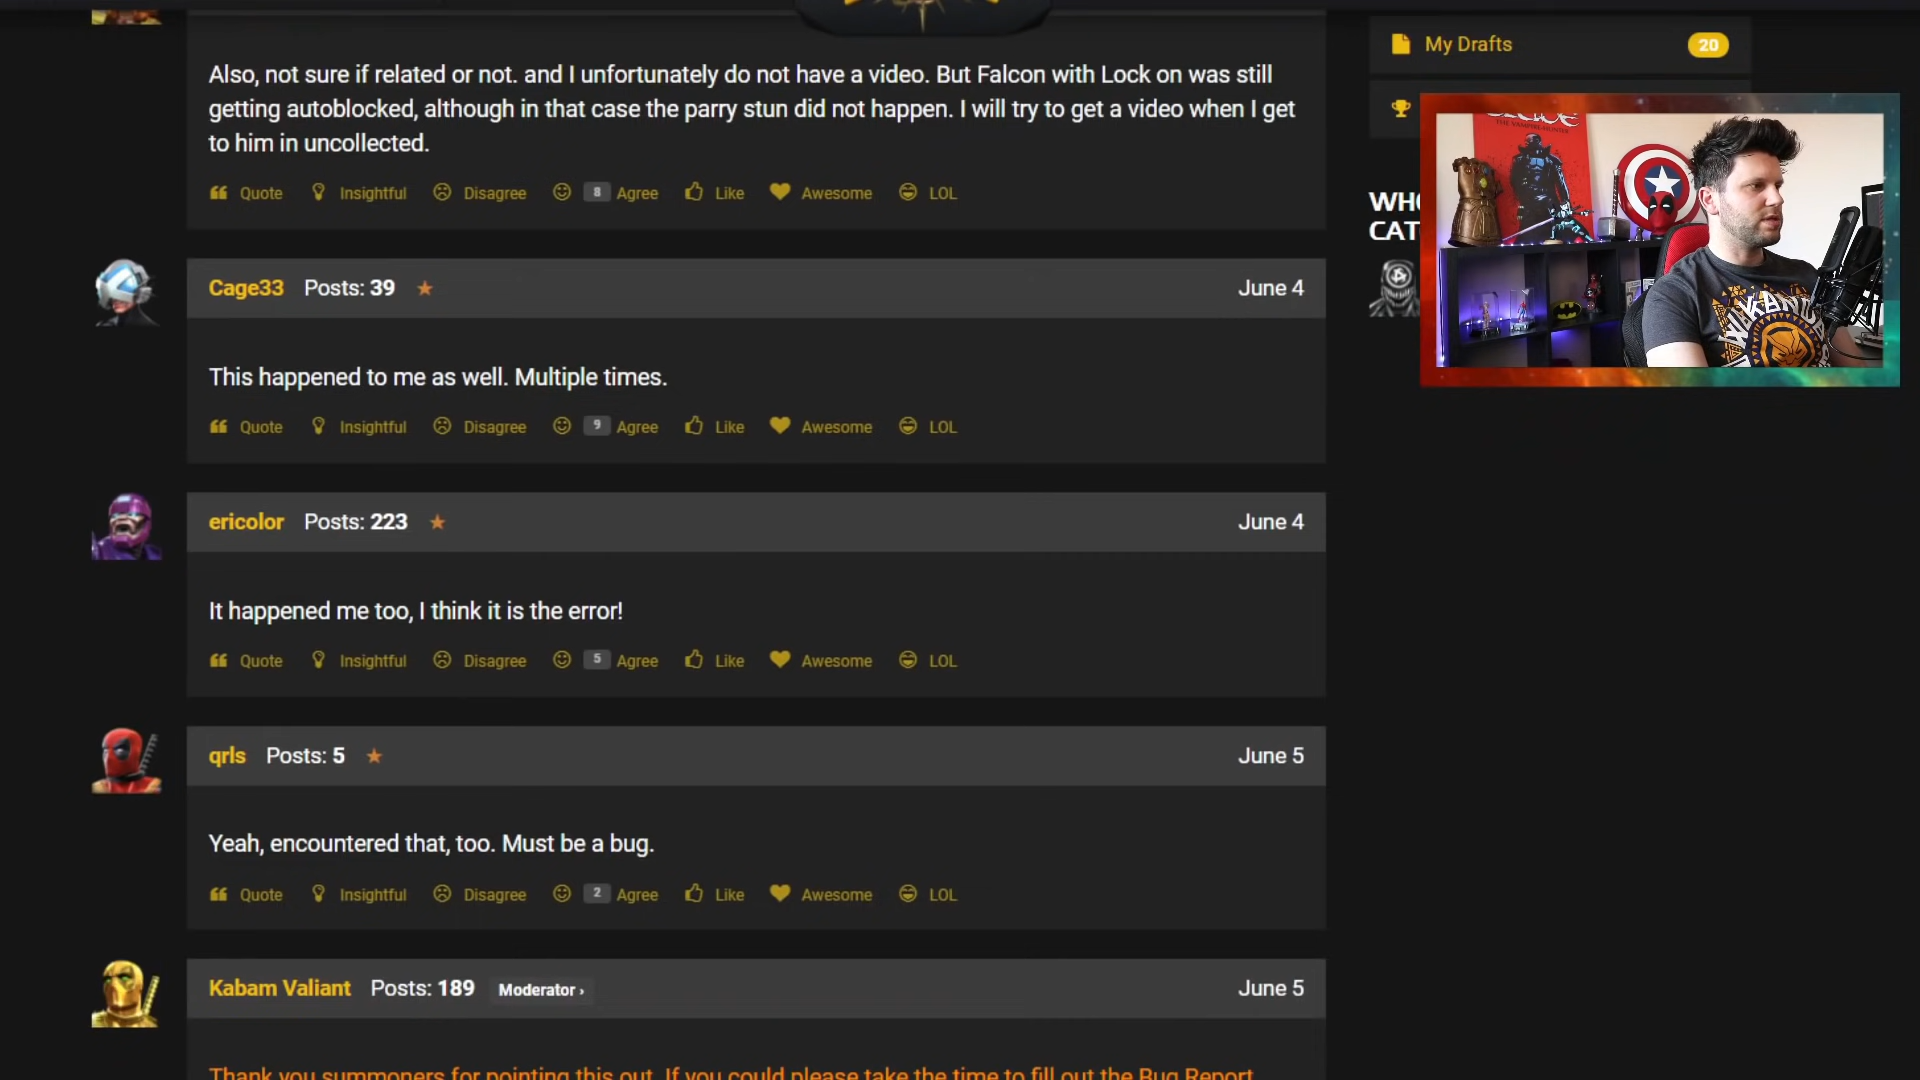 My Drafts
20
Also, not sure if related or not. and I unfortunately do not have a video. But Falcon with Lock on was still
getting autoblocked, although in that case the parry stun did not happen. I will try to get a video when I get
to him in uncollected.
Quote Insightful Disagree 8 Agree Like Awesome LOL
Cage33 Posts: 39 June 4
This happened to me as well. Multiple times.
Quote Insightful Disagree 9 Agree Like Awesome LOL
ericolor Posts: 223 June 4
It happened me too, I think it is the error!
Quote Insightful Disagree 5 Agree Like Awesome LOL
qrls Posts: 5 June 5
Yeah, encountered that, too. Must be a bug.
Quote Insightful Disagree 2 Agree Like Awesome LOL
Kabam Valiant Posts: 189 Moderator › June 5
Thank you summoners for pointing this out. If you could please take the time to fill out the Bug Report
THE VAMPIRE HUNTER